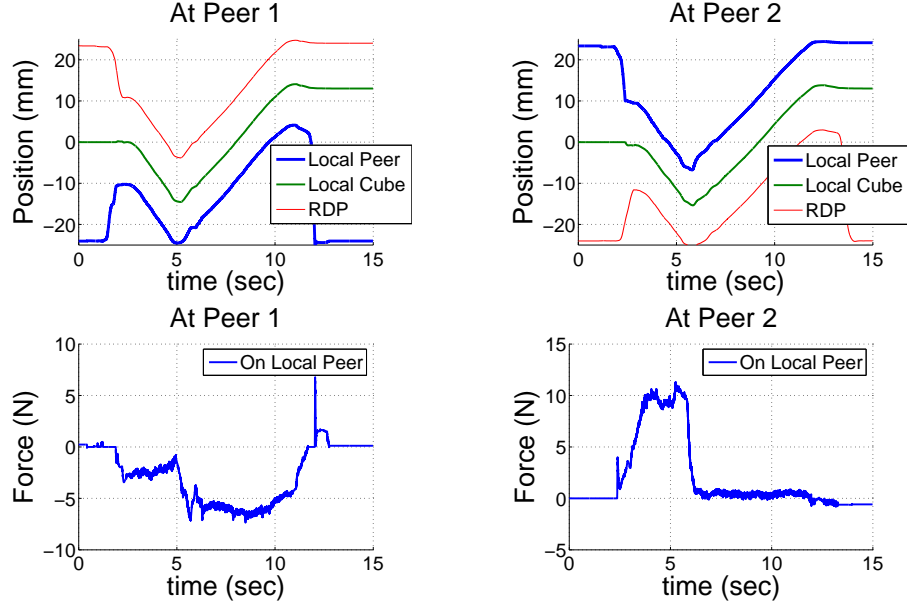 At Peer 1
Position (mm)
20
10
0
−10
−20
Local Peer
Local Cube
RDP
0
5
10
15
time (sec)
At Peer 2
Position (mm)
20
10
0
−10
−20
Local Peer
Local Cube
RDP
0
5
10
15
time (sec)
At Peer 1
Force (N)
10
5
0
−5
−10
On Local Peer
0
5
10
15
time (sec)
At Peer 2
Force (N)
15
10
5
0
−5
On Local Peer
0
5
10
15
time (sec)